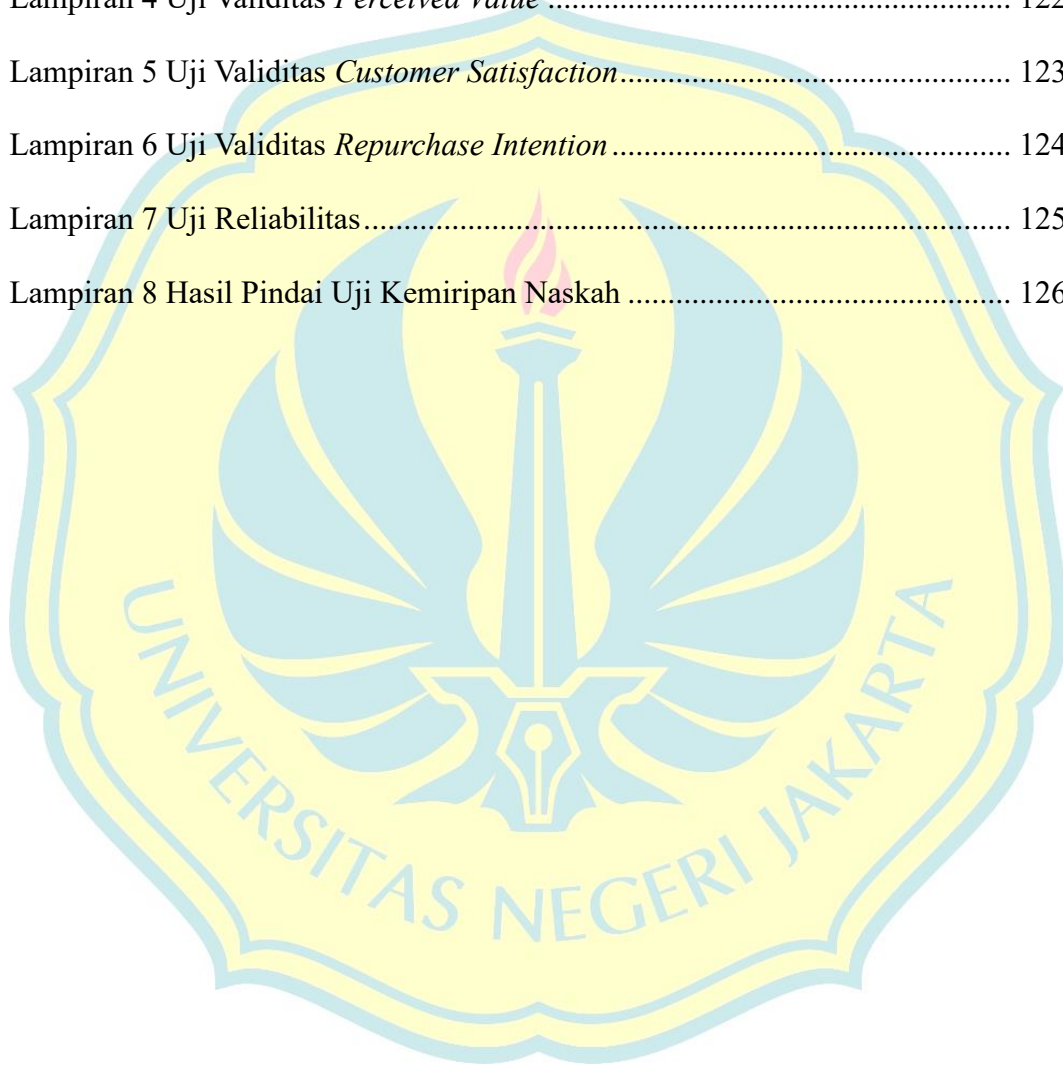 Lampiran 4 Uji Validitas Perceived Value ........................................................... 122
Lampiran 5 Uji Validitas Customer Satisfaction.................................................. 123
Lampiran 6 Uji Validitas Repurchase Intention ................................................... 124
Lampiran 7 Uji Reliabilitas................................................................................... 125
Lampiran 8 Hasil Pindai Uji Kemiripan Naskah ................................................. 126
UNIVERSITAS NEGERI JAKARTA